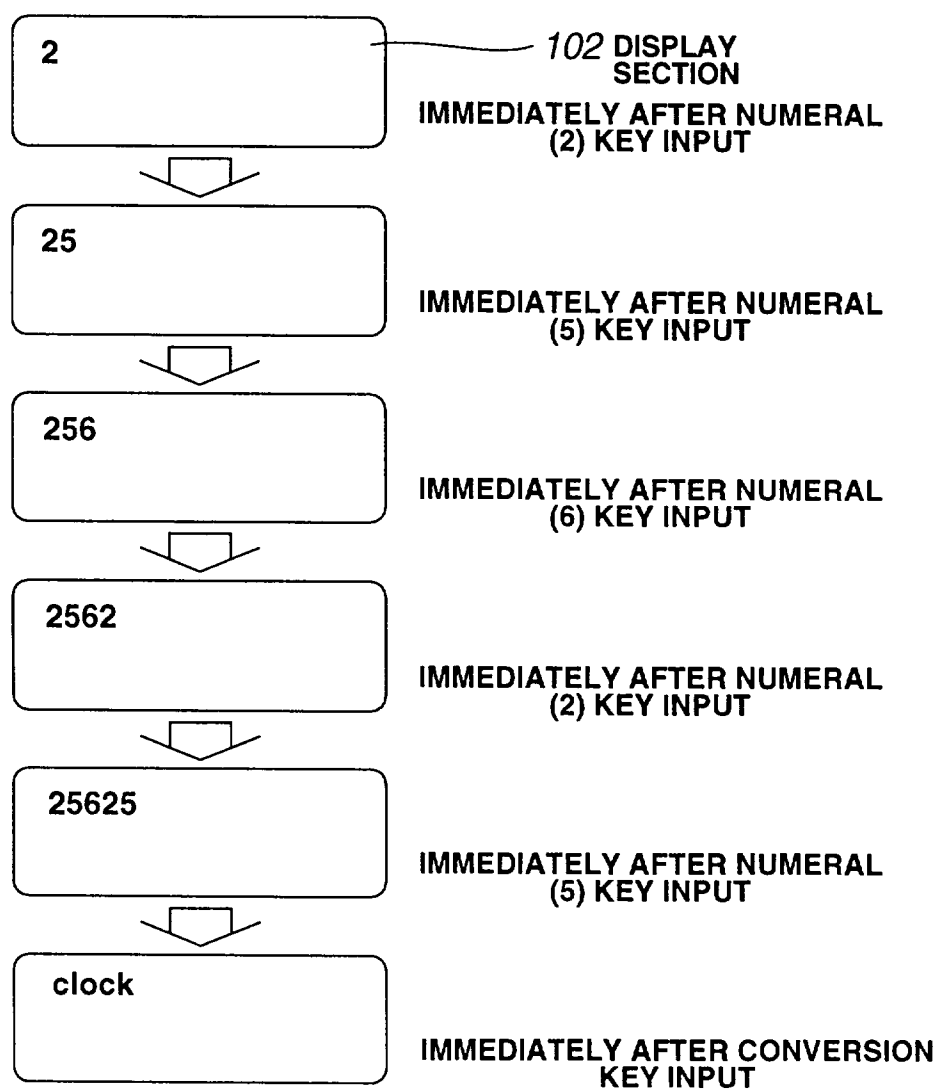 2
102 DISPLAY
SECTION
IMMEDIATELY AFTER NUMERAL
(2) KEY INPUT
25
IMMEDIATELY AFTER NUMERAL
(5) KEY INPUT
256
IMMEDIATELY AFTER NUMERAL
(6) KEY INPUT
2562
IMMEDIATELY AFTER NUMERAL
(2) KEY INPUT
25625
IMMEDIATELY AFTER NUMERAL
(5) KEY INPUT
clock
IMMEDIATELY AFTER CONVERSION
KEY INPUT